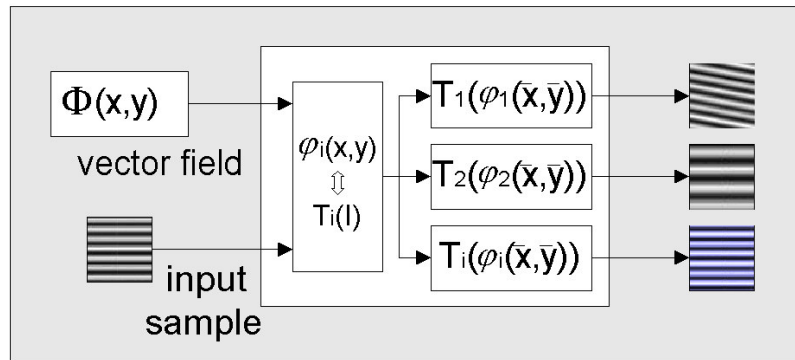 Φ(x,y)
vector field
input
sample
φi(x,y)
⇕
Ti(I)
T1(φ1(x̄,ȳ))
T2(φ2(x̄,ȳ))
Ti(φi(x̄,ȳ))